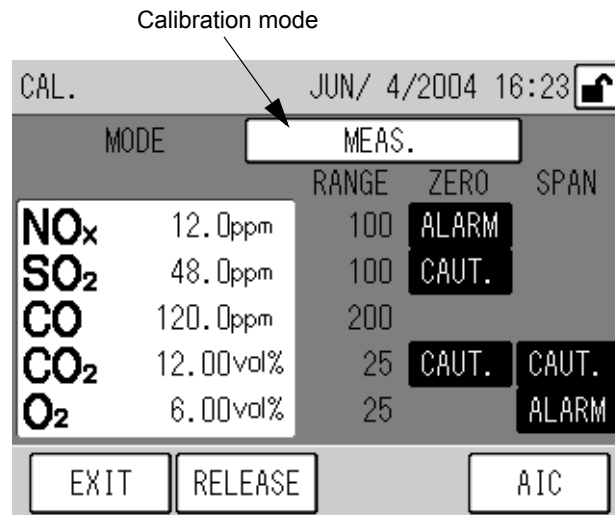 Calibration mode
CAL. JUN/ 4/2004 16:23
MODE MEAS.
RANGE ZERO SPAN
NOx 12.0ppm 100 ALARM
SO2 48.0ppm 100 CAUT.
CO 120.0ppm 200
CO2 12.00vol% 25 CAUT. CAUT.
O2 6.00vol% 25 ALARM
EXIT RELEASE AIC